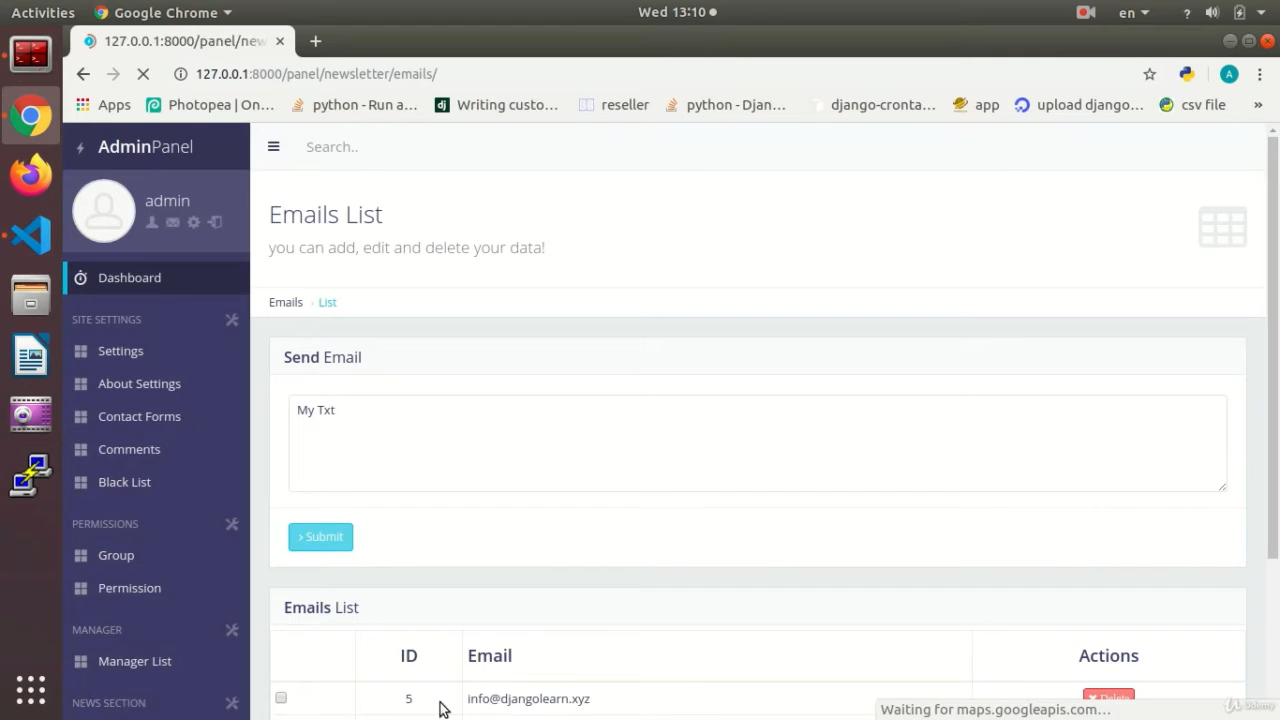 Activities Google Chrome Wed 13:10 en ?
127.0.0.1:8000/panel/new
127.0.0.1:8000/panel/newsletter/emails/
Apps Photopea | On... python - Run a... dj Writing custo... reseller python - Djan... django-cronta... app upload django... csv file »
AdminPanel Search..
admin
Emails List
you can add, edit and delete your data!
Dashboard
Emails › List
SITE SETTINGS
Send Email
Settings
About Settings
My Txt
Contact Forms
Comments
Black List
PERMISSIONS
› Submit
Group
Permission
Emails List
MANAGER
ID Email Actions
Manager List
5 info@djangolearn.xyz Delete
NEWS SECTION
Waiting for maps.googleapis.com...
Udemy